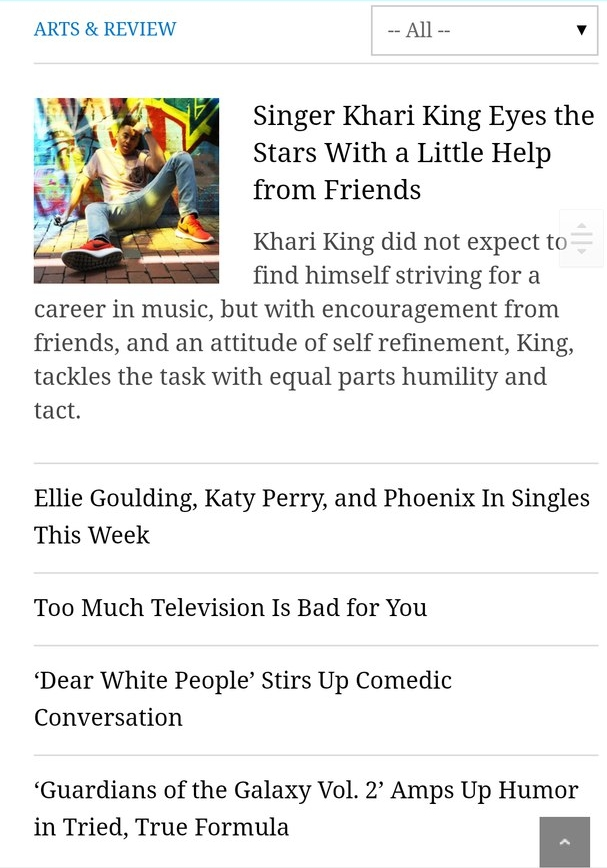 ARTS & REVIEW
-- All --
Singer Khari King Eyes the
Stars With a Little Help
from Friends
Khari King did not expect to
find himself striving for a
career in music, but with encouragement from
friends, and an attitude of self refinement, King,
tackles the task with equal parts humility and
tact.
Ellie Goulding, Katy Perry, and Phoenix In Singles
This Week
Too Much Television Is Bad for You
‘Dear White People’ Stirs Up Comedic
Conversation
‘Guardians of the Galaxy Vol. 2’ Amps Up Humor
in Tried, True Formula